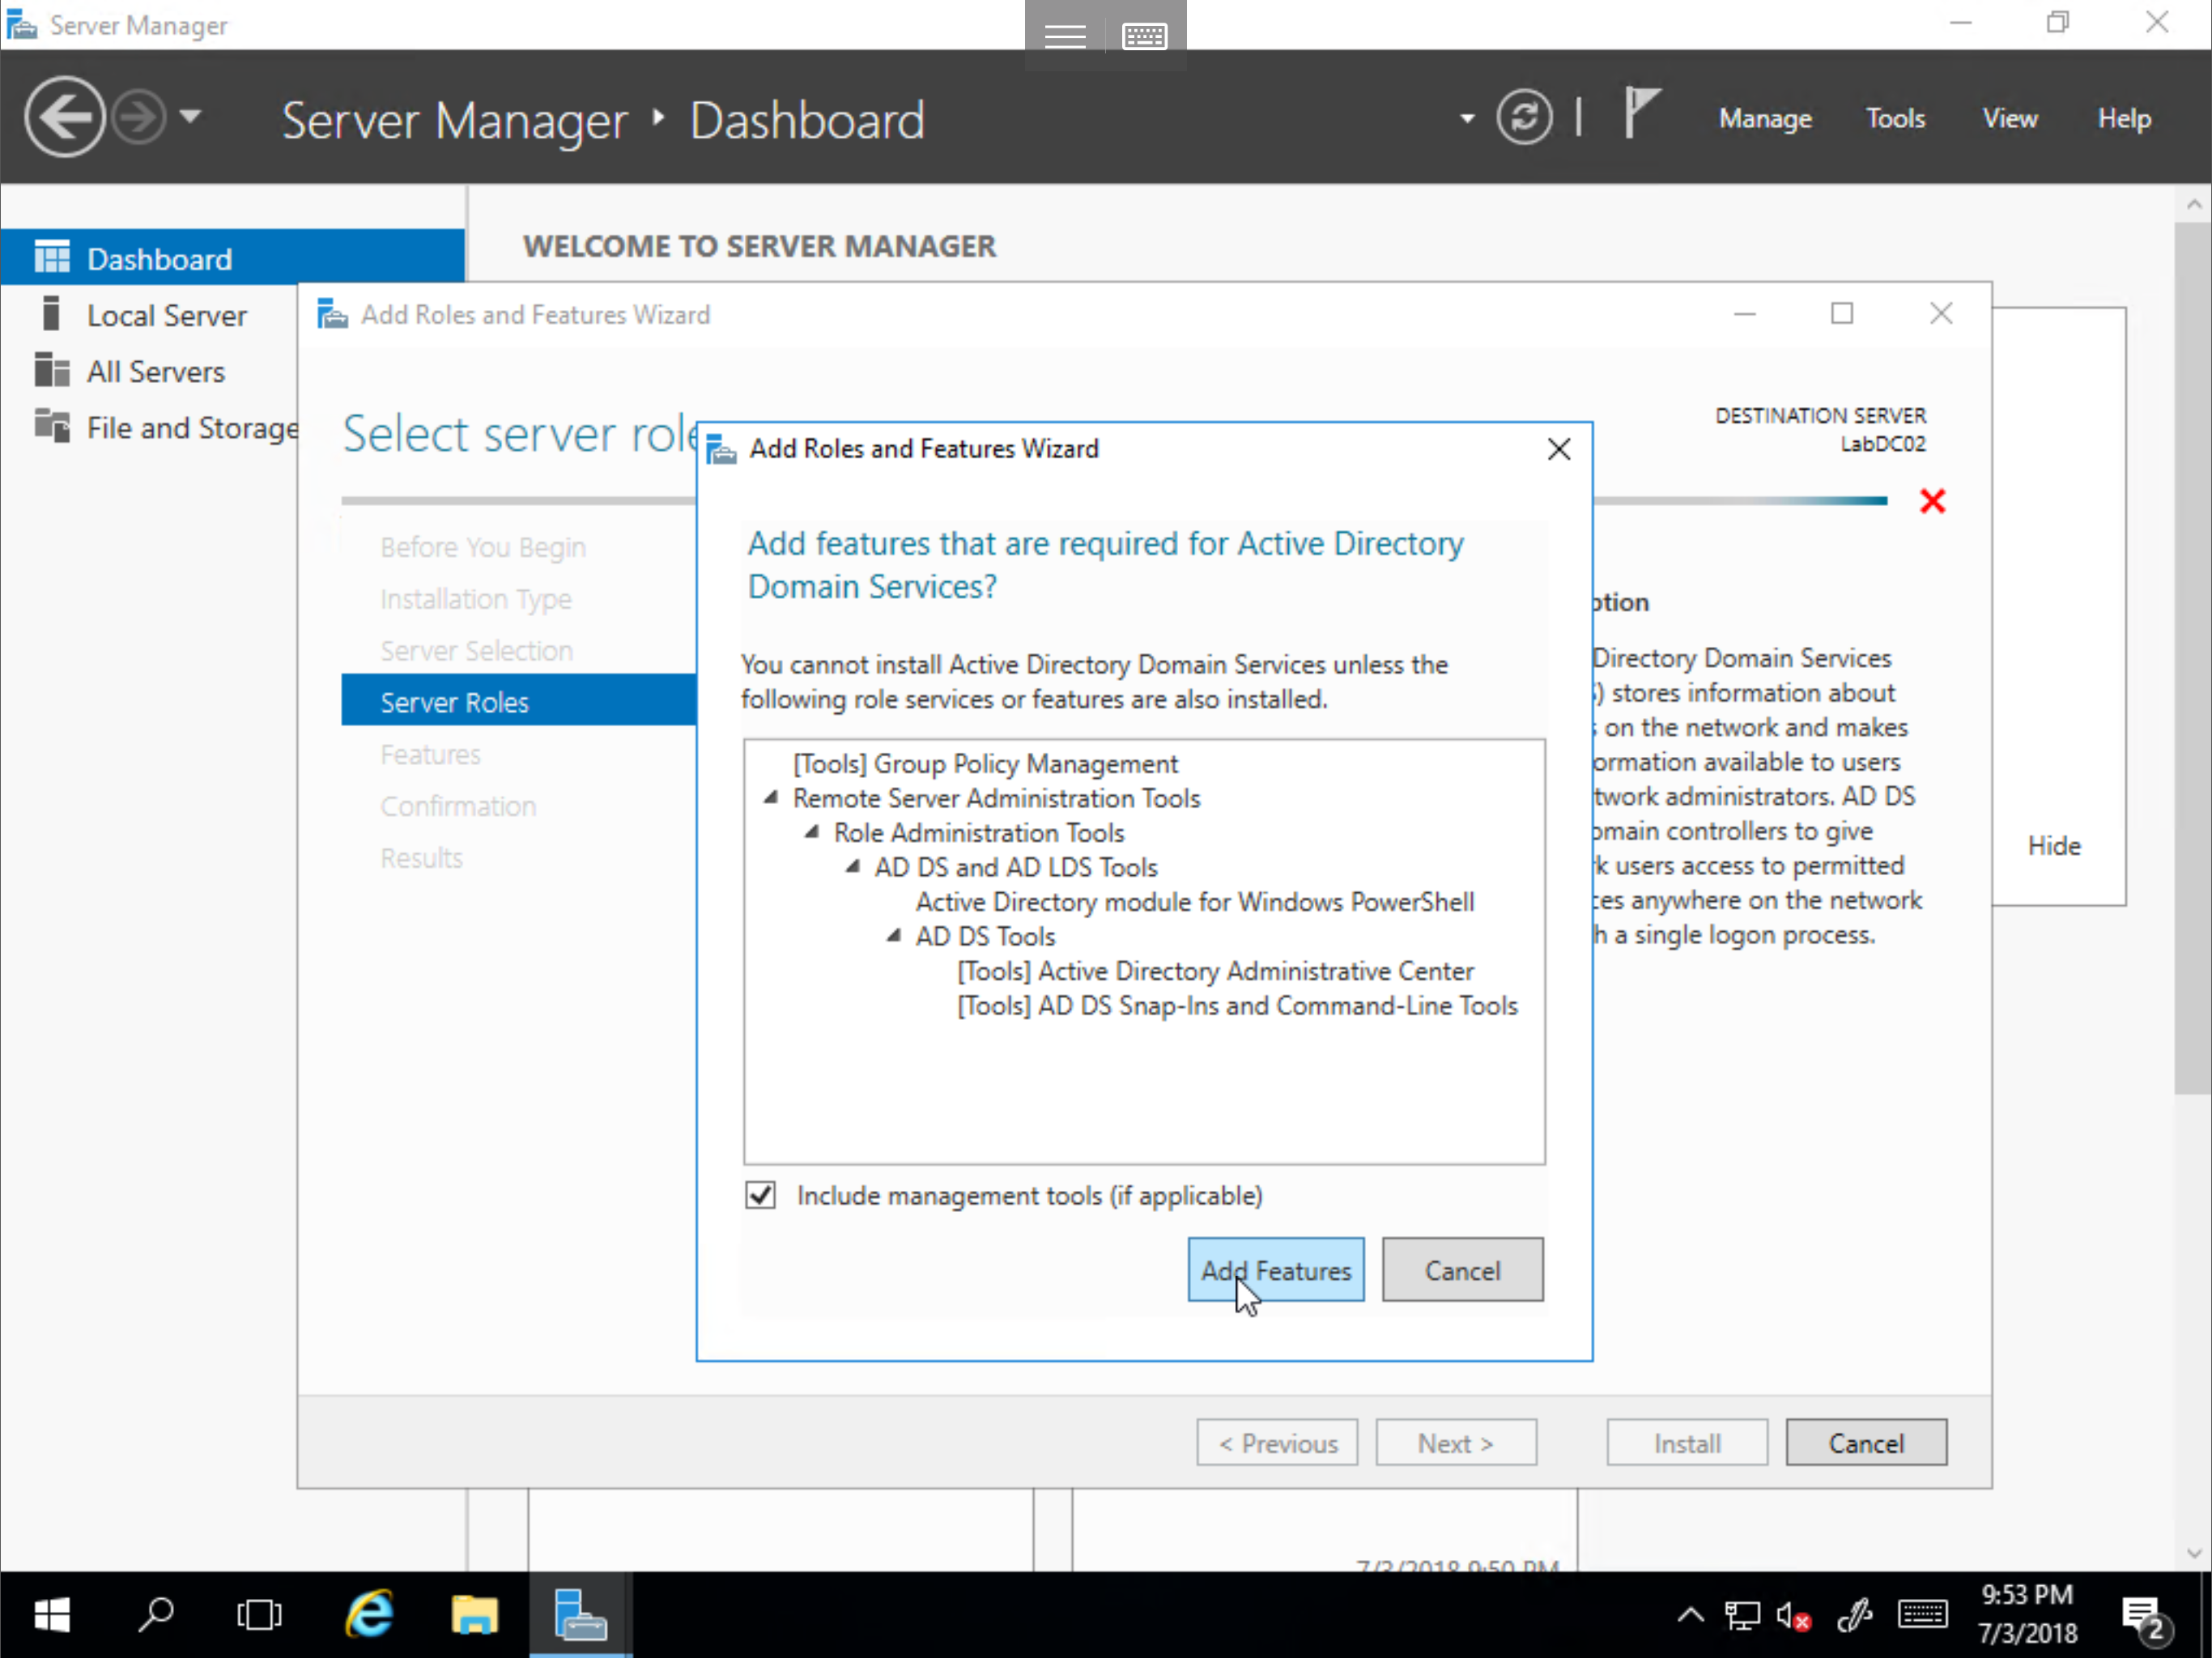 Server Manager
Server Manager
Dashboard
Manage
Tools
View
Help
Dashboard
Local Server
All Servers
File and Storage
WELCOME TO SERVER MANAGER
Add Roles and Features Wizard
Select server role
DESTINATION SERVER
LabDC02
Before You Begin
Installation Type
Server Selection
Server Roles
Features
Confirmation
Results
Add Roles and Features Wizard
Add features that are required for Active Directory
Domain Services?
You cannot install Active Directory Domain Services unless the
following role services or features are also installed.
[Tools] Group Policy Management
Remote Server Administration Tools
Role Administration Tools
AD DS and AD LDS Tools
Active Directory module for Windows PowerShell
AD DS Tools
[Tools] Active Directory Administrative Center
[Tools] AD DS Snap-Ins and Command-Line Tools
Include management tools (if applicable)
Add Features
Cancel
ption
Directory Domain Services
) stores information about
on the network and makes
ormation available to users
twork administrators. AD DS
omain controllers to give
k users access to permitted
ces anywhere on the network
h a single logon process.
Hide
< Previous
Next >
Install
Cancel
7/3/2018 9:50 PM
9:53 PM
7/3/2018
2